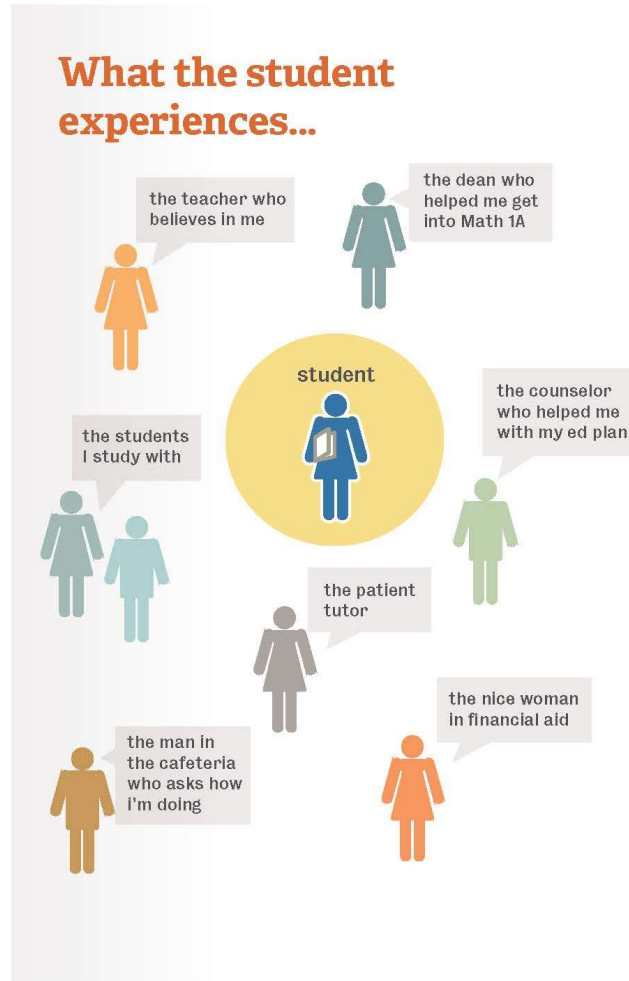 What the student
experiences...
the teacher who
believes in me
the dean who
helped me get
into Math 1A
student
the counselor
who helped me
with my ed plan
the students
I study with
the patient
tutor
the nice woman
in financial aid
the man in
the cafeteria
who asks how
i'm doing